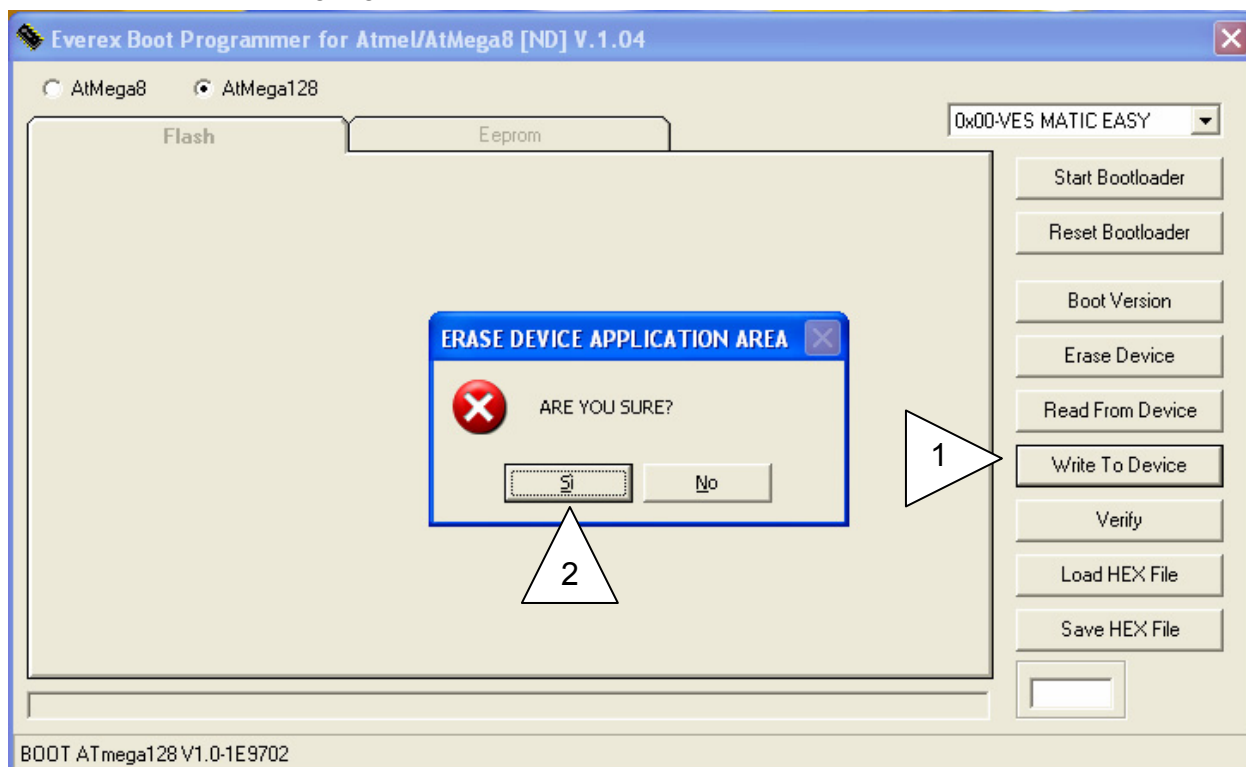 Everex Boot Programmer for Atmel/AtMega8 [ND] V.1.04
AtMega8 AtMega128
0x00-VES MATIC EASY
Flash Eeprom
Start Bootloader
Reset Bootloader
Boot Version
ERASE DEVICE APPLICATION AREA
Erase Device
ARE YOU SURE?
Read From Device
1
Write To Device
Sì No
Verify
2
Load HEX File
Save HEX File
BOOT ATmega128 V1.0-1E9702